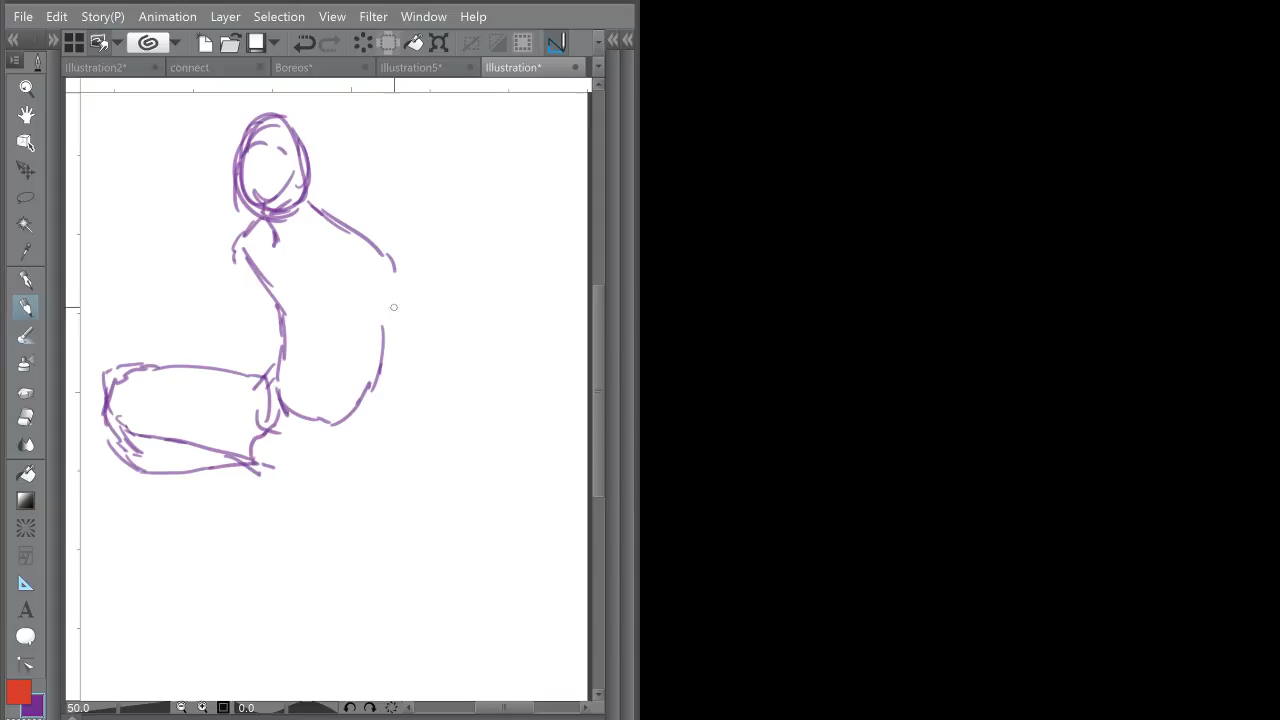 File Edit Story(P) Animation Layer Selection View Filter Window Help
Illustration2* connect Boreos* Illustration5* Illustration*
A
50.0 0.0